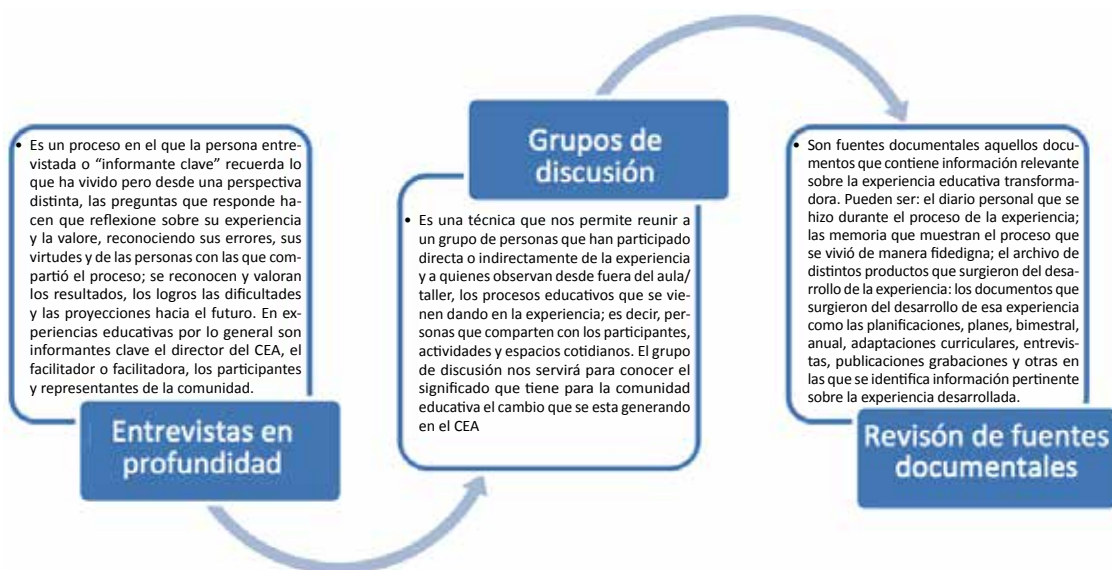 • Es un proceso en el que la persona entre-
vistada o “informante clave” recuerda lo
que ha vivido pero desde una perspectiva
distinta, las preguntas que responde ha-
cen que reflexione sobre su experiencia
y la valore, reconociendo sus errores, sus
virtudes y de las personas con las que com-
partió el proceso; se reconocen y valoran
los resultados, los logros las dificultades
y las proyecciones hacia el futuro. En ex-
periencias educativas por lo general son
informantes clave el director del CEA, el
facilitador o facilitadora, los participantes
y representantes de la comunidad.
Entrevistas en
profundidad
Grupos de
discusión
• Es una técnica que nos permite reunir a
un grupo de personas que han participado
directa o indirectamente de la experiencia
y a quienes observan desde fuera del aula/
taller, los procesos educativos que se vie-
nen dando en la experiencia; es decir, per-
sonas que comparten con los participantes,
actividades y espacios cotidianos. El grupo
de discusión nos servirá para conocer el
significado que tiene para la comunidad
educativa el cambio que se esta generando
en el CEA
• Son fuentes documentales aquellos docu-
mentos que contiene información relevante
sobre la experiencia educativa transforma-
dora. Pueden ser: el diario personal que se
hizo durante el proceso de la experiencia;
las memoria que muestran el proceso que
se vivió de manera fidedigna; el archivo de
distintos productos que surgieron del desa-
rrollo de la experiencia: los documentos que
surgieron del desarrollo de esa experiencia
como las planificaciones, planes, bimestral,
anual, adaptaciones curriculares, entrevis-
tas, publicaciones grabaciones y otras en
las que se identifica información pertinente
sobre la experiencia desarrollada.
Revisón de fuentes
documentales